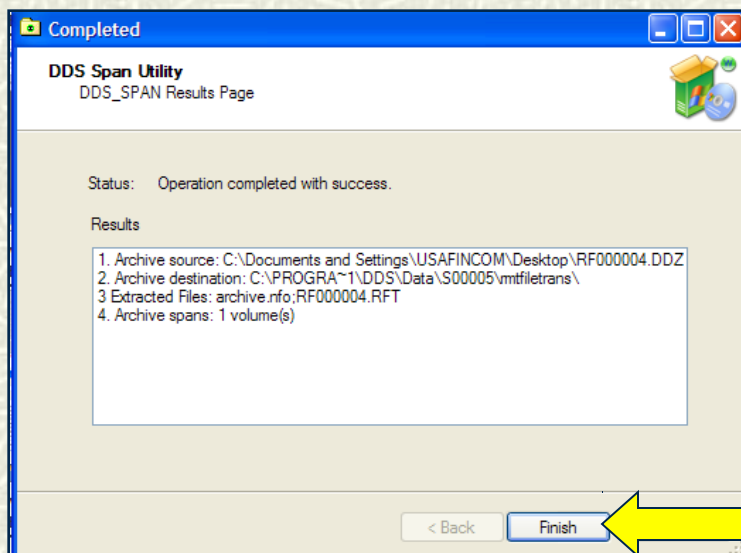 Completed
DDS Span Utility
DDS_SPAN Results Page
Status: Operation completed with success.
Results
1. Archive source: C:\Documents and Settings\USAFINCOM\Desktop\RF000004.DDZ
2. Archive destination: C:\PROGRA~1\DDS\Data\S00005\rmtfiletrans\
3 Extracted Files: archive.nfo;RF000004.RFT
4. Archive spans: 1 volume(s)
< Back Finish